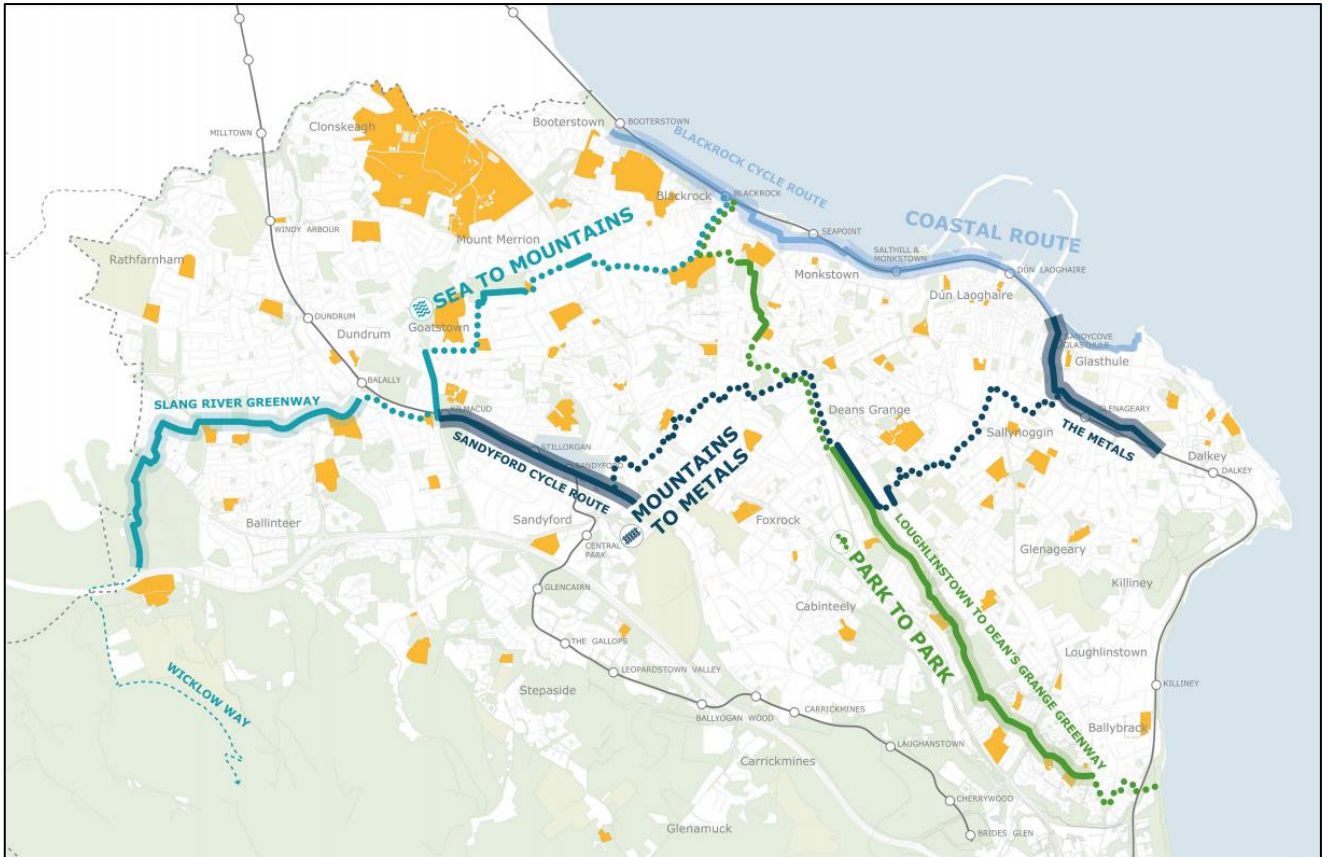 Clonskeagh
MILLTOWN
Booterstown
BOOTERSTOWN
BLACKROCK CYCLE ROUTE
Blackrock
BLACKROCK
WINDY ARBOUR
Mount Merrion
SEA TO MOUNTAINS
COASTAL ROUTE
SEAPOINT
SALTHILL &
MONKSTOWN
Monkstown
DÚN LAOGHAIRE
Dún Laoghaire
Rathfarnham
DUNDRUM
Dundrum
Goatstown
SANDYCOVE
GLASTHULE
Glasthule
BALALLY
SLANG RIVER GREENWAY
KILMACUD
STILLORGAN
SANDYFORD
SANDYFORD CYCLE ROUTE
MOUNTAINS
TO METALS
Deans Grange
Sallynoggin
GLENAGEARY
THE METALS
Dalkey
DALKEY
Ballinteer
Sandyford
CENTRAL
PARK
Foxrock
GLENCAIRN
LOUGHLINSTOWN TO DEAN'S GRANGE GREENWAY
PARK TO PARK
Glenageary
Killiney
Cabinteely
THE GALLOPS
LEOPARDSTOWN VALLEY
Stepaside
Loughlinstown
KILLINEY
WICKLOW WAY
BALLYOGAN WOOD
CARRICKMINES
Ballybrack
LAUGHANSTOWN
Carrickmines
CHERRYWOOD
Glenamuck
BRIDES GLEN